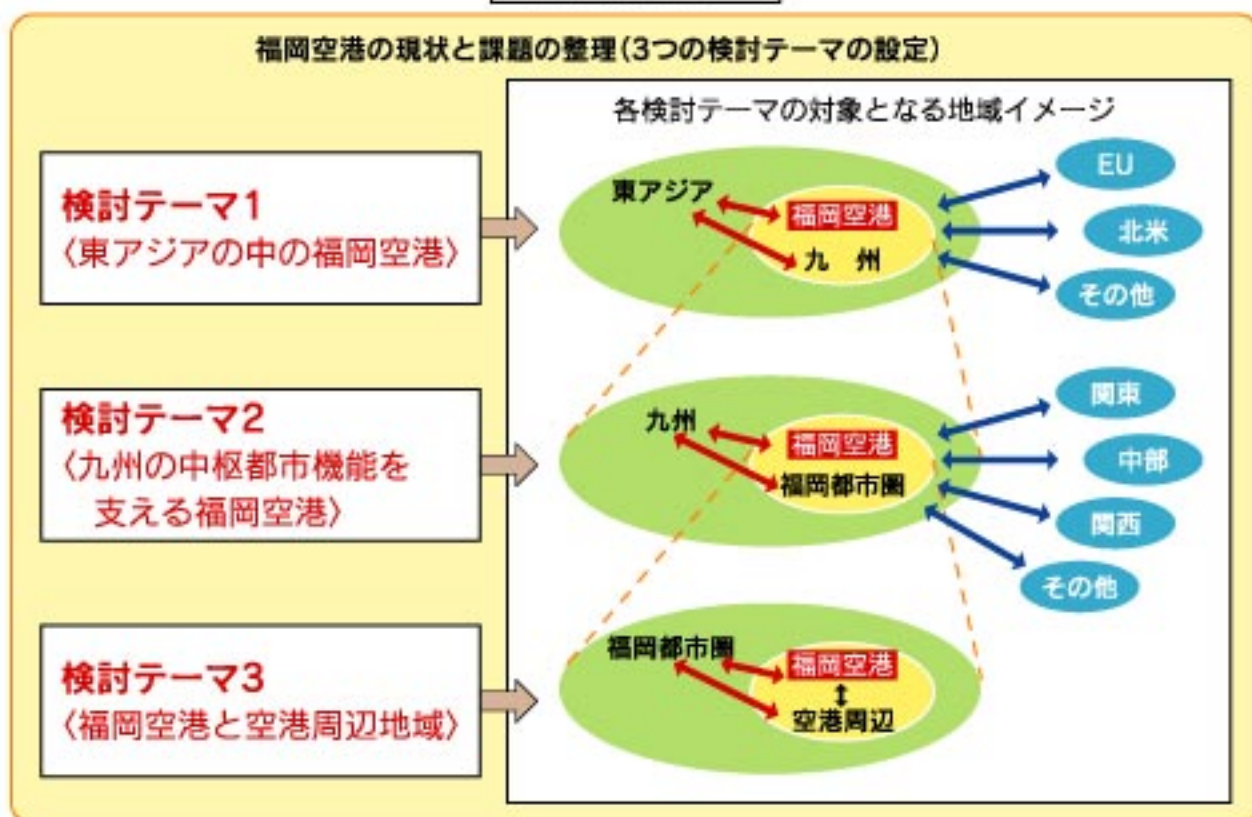 福岡空港の現状と課題の整理(3つの検討テーマの設定)
各検討テーマの対象となる地域イメージ
検討テーマ1
〈東アジアの中の福岡空港〉
東アジア
福岡空港
九 州
EU
北米
その他
検討テーマ2
〈九州の中枢都市機能を
支える福岡空港〉
九州
福岡空港
福岡都市圏
関東
中部
関西
その他
検討テーマ3
〈福岡空港と空港周辺地域〉
福岡都市圏
福岡空港
空港周辺